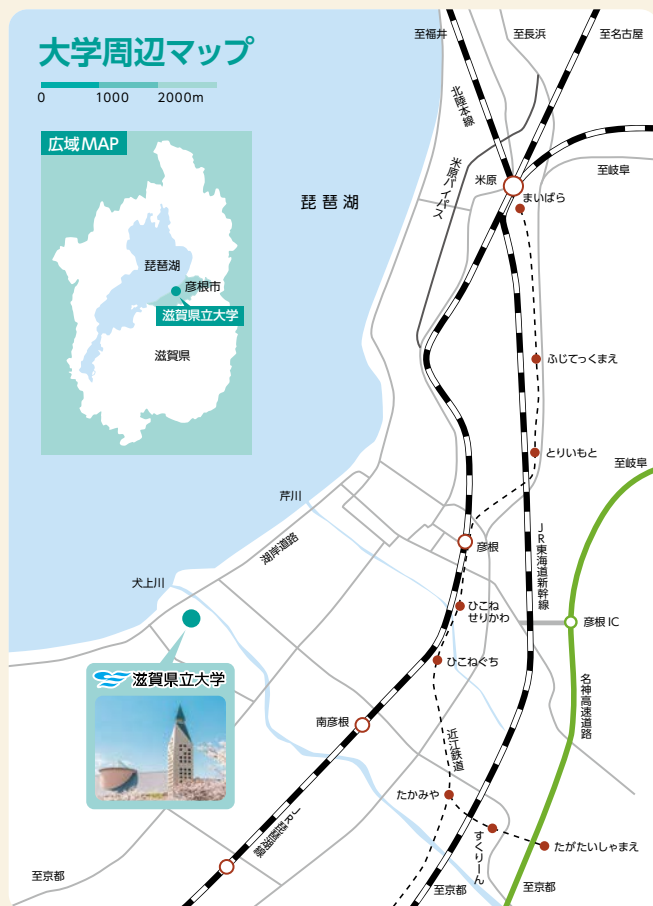 大学周辺マップ
0 1000 2000m
広域MAP
琵琶湖
彦根市
滋賀県立大学
滋賀県
至福井
至長浜
至名古屋
北陸本線
米原バイパス
琵琶湖
米原
まいばら
至岐阜
ふじてっくまえ
とりいもと
至岐阜
芹川
湖岸道路
彦根
JR東海道新幹線
犬上川
ひこね
せりかわ
彦根IC
ひこねぐち
滋賀県立大学
名神高速道路
南彦根
近江鉄道
たかみや
JR琵琶湖線
すくりーん
たがたいしゃまえ
至京都
至京都
至京都